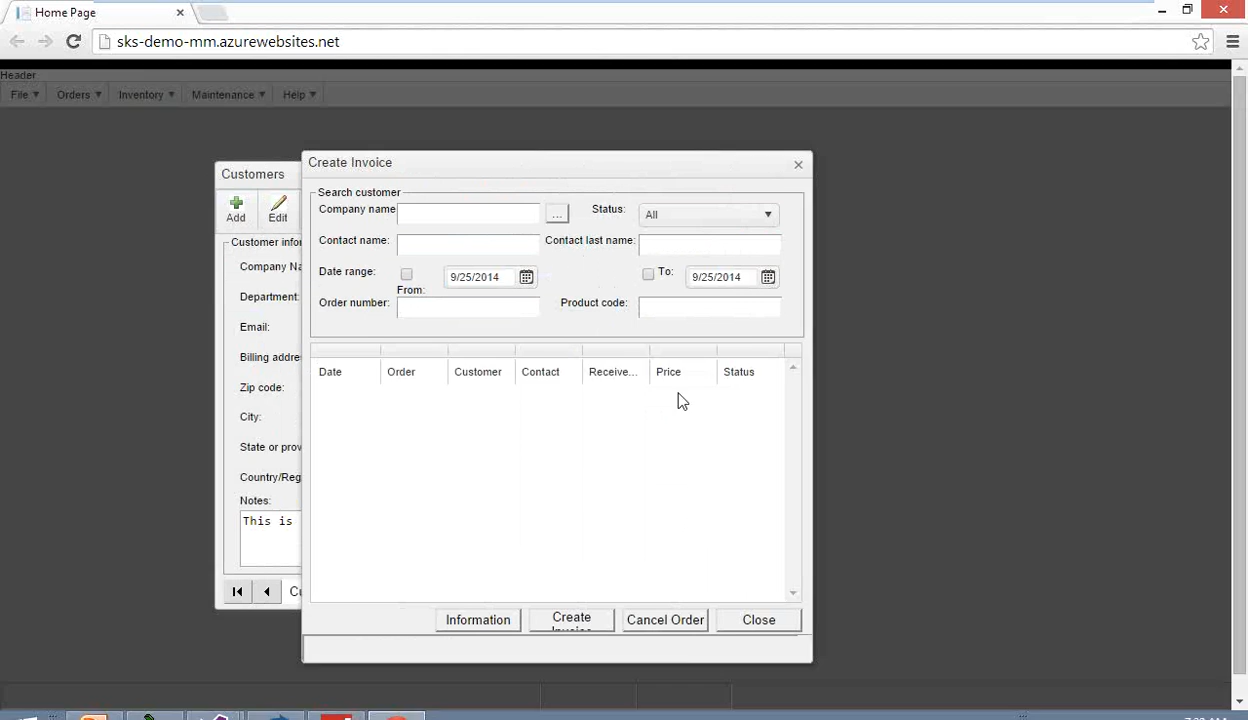 Home Page
sks-demo-mm.azurewebsites.net
Header
File Orders Inventory Maintenance Help
Customers
Add Edit
Customer infor
Company Na
Department:
Email:
Billing addre
Zip code:
City:
State or prov
Country/Reg
Notes:
This is
Cu
Create Invoice
Search customer
Company name ... Status: All
Contact name: Contact last name:
Date range: From: 9/25/2014 To: 9/25/2014
Order number: Product code:
Date Order Customer Contact Receive... Price Status
Information Create Cancel Order Close